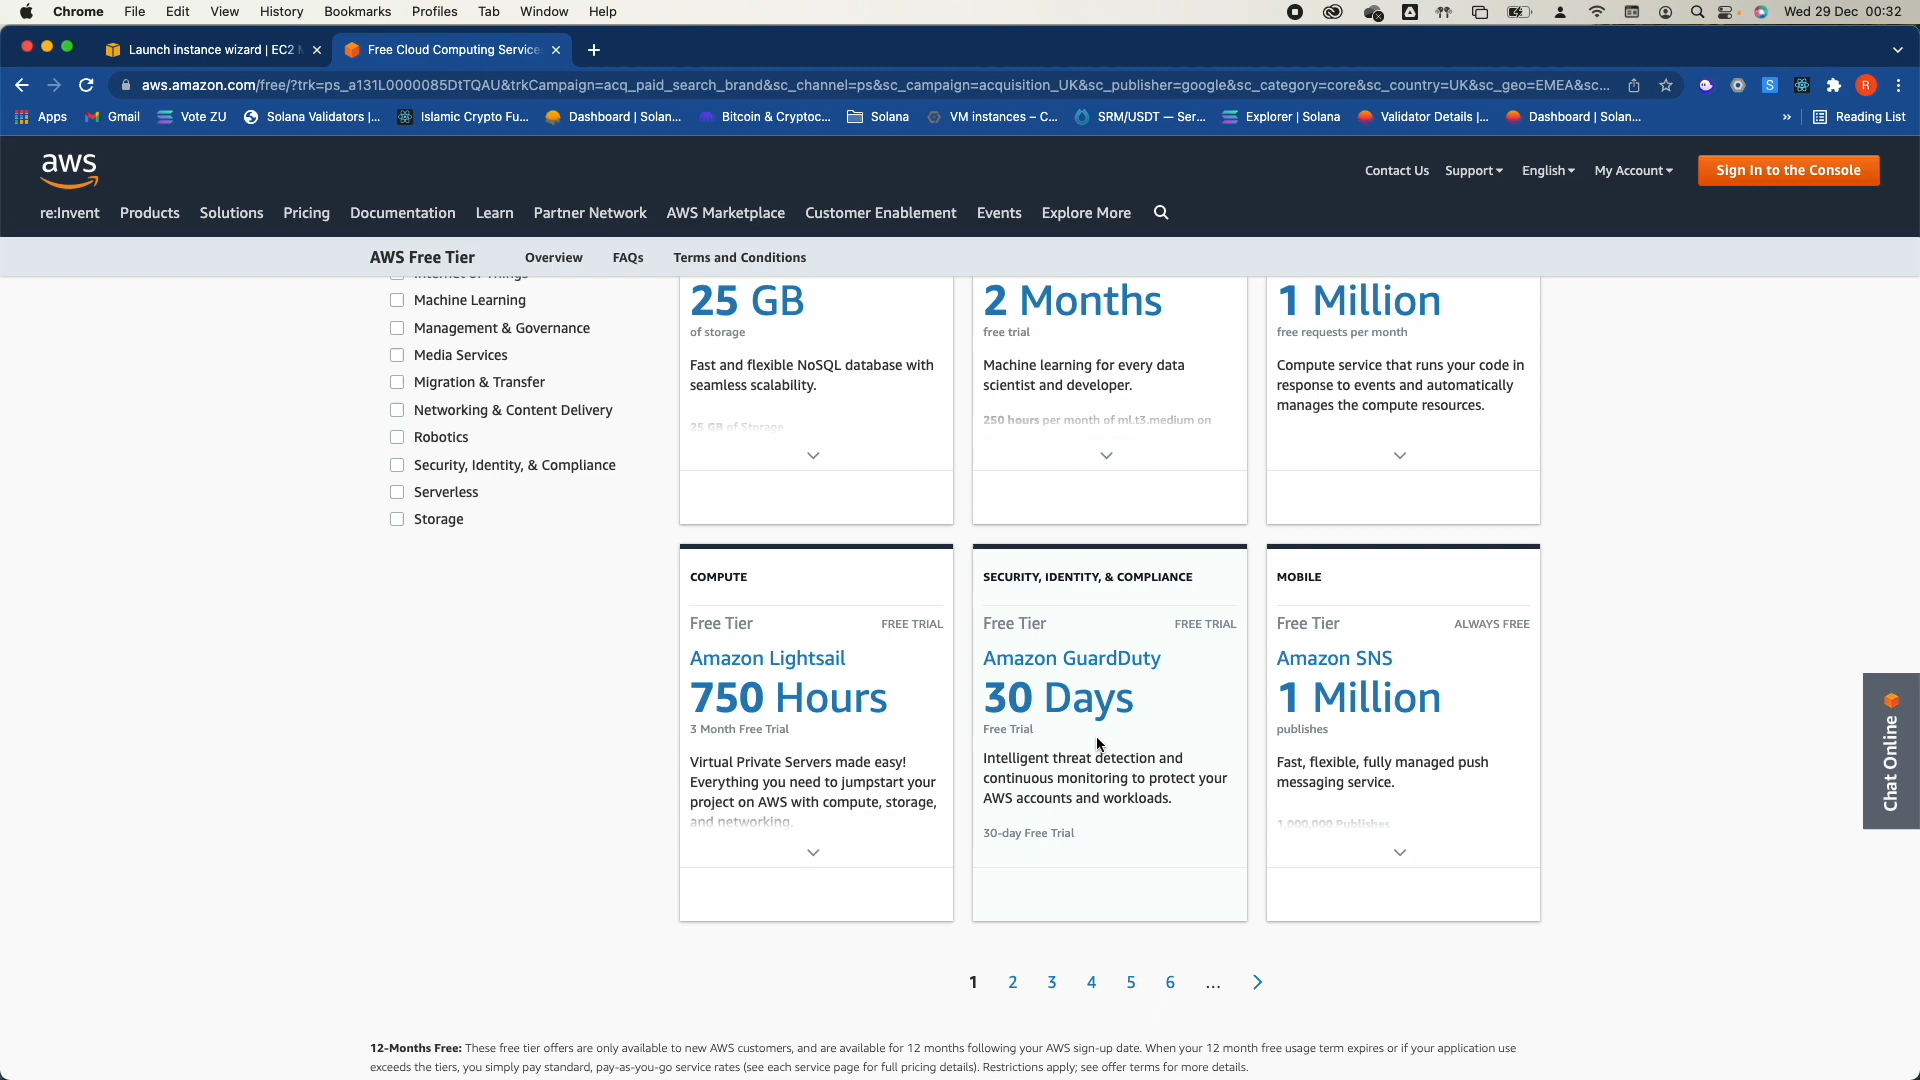 Chrome File Edit View History Bookmarks Profiles Tab Window Help
Wed 29 Dec 00:32
Launch instance wizard | EC2
Free Cloud Computing Service
aws.amazon.com/free/?trk=ps_a131L0000085DtTQAU&trkCampaign=acq_paid_search_brand&sc_channel=ps&sc_campaign=acquisition_UK&sc_publisher=google&sc_category=core&sc_country=UK&sc_geo=EMEA&sc...
Apps Gmail Vote ZU Solana Validators |... Islamic Crypto Fu... Dashboard | Solan... Bitcoin & Cryptoc... Solana VM instances – C... SRM/USDT — Ser... Explorer | Solana Validator Details |... Dashboard | Solan... » Reading List
aws
Contact Us Support English My Account Sign In to the Console
re:Invent Products Solutions Pricing Documentation Learn Partner Network AWS Marketplace Customer Enablement Events Explore More
AWS Free Tier Overview FAQs Terms and Conditions
Internet of Things
Machine Learning
Management & Governance
Media Services
Migration & Transfer
Networking & Content Delivery
Robotics
Security, Identity, & Compliance
Serverless
Storage
25 GB
of storage
Fast and flexible NoSQL database with
seamless scalability.
25 GB of Storage
2 Months
free trial
Machine learning for every data
scientist and developer.
250 hours per month of ml.t3.medium on
1 Million
free requests per month
Compute service that runs your code in
response to events and automatically
manages the compute resources.
COMPUTE
Free Tier FREE TRIAL
Amazon Lightsail
750 Hours
3 Month Free Trial
Virtual Private Servers made easy!
Everything you need to jumpstart your
project on AWS with compute, storage,
and networking.
SECURITY, IDENTITY, & COMPLIANCE
Free Tier FREE TRIAL
Amazon GuardDuty
30 Days
Free Trial
Intelligent threat detection and
continuous monitoring to protect your
AWS accounts and workloads.
30-day Free Trial
MOBILE
Free Tier ALWAYS FREE
Amazon SNS
1 Million
publishes
Fast, flexible, fully managed push
messaging service.
1,000,000 Publishes
Chat Online
1 2 3 4 5 6 ...
12-Months Free: These free tier offers are only available to new AWS customers, and are available for 12 months following your AWS sign-up date. When your 12 month free usage term expires or if your application use
exceeds the tiers, you simply pay standard, pay-as-you-go service rates (see each service page for full pricing details). Restrictions apply; see offer terms for more details.